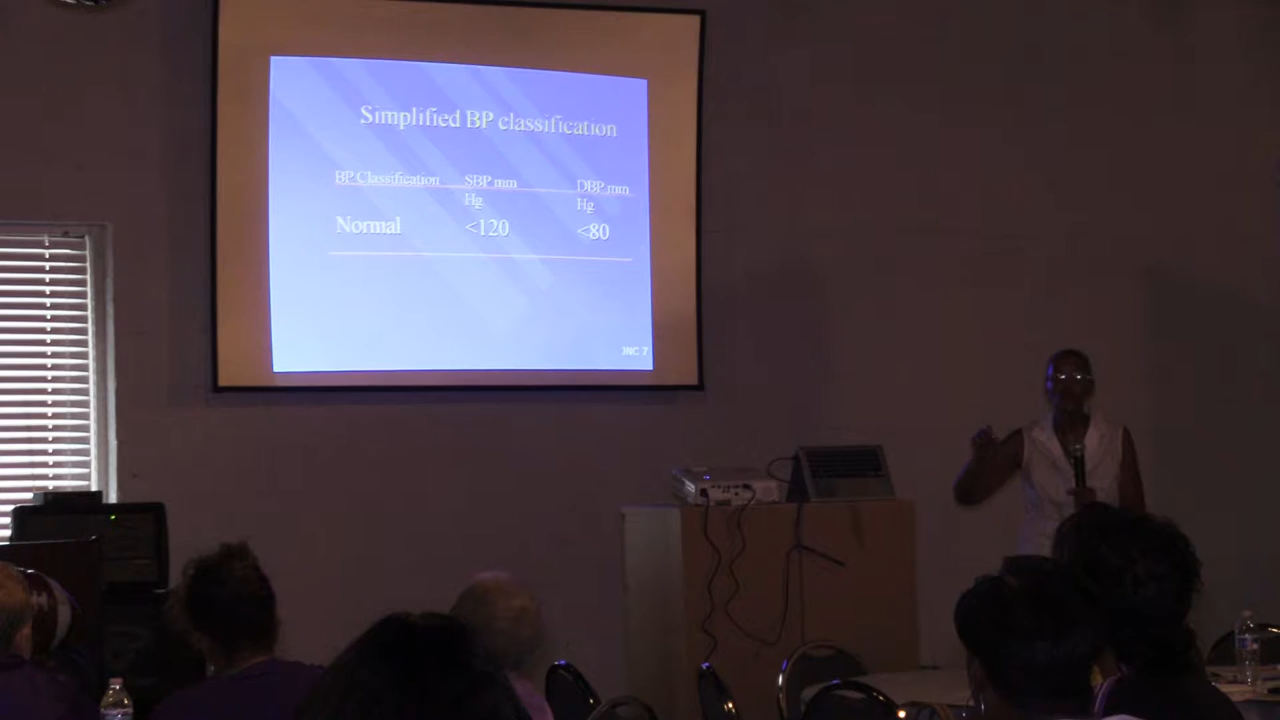 Simplified BP classification
BP Classification SBP mm Hg DBP mm Hg
Normal <120 <80
JNC 7